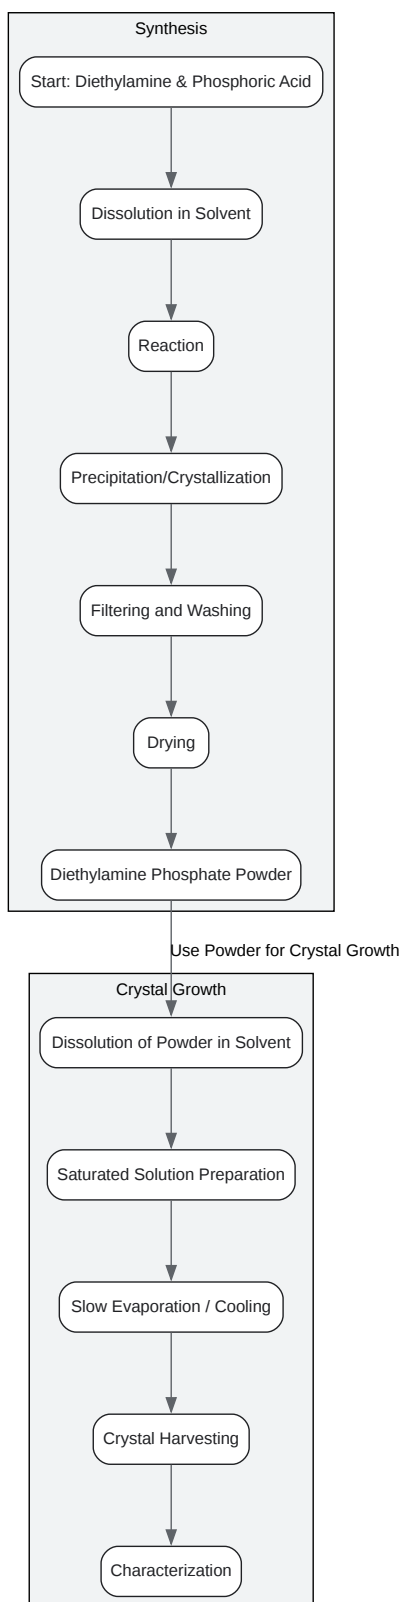 Synthesis
Start: Diethylamine & Phosphoric Acid
Dissolution in Solvent
Reaction
Precipitation/Crystallization
Filtering and Washing
Drying
Diethylamine Phosphate Powder
Use Powder for Crystal Growth
Crystal Growth
Dissolution of Powder in Solvent
Saturated Solution Preparation
Slow Evaporation / Cooling
Crystal Harvesting
Characterization